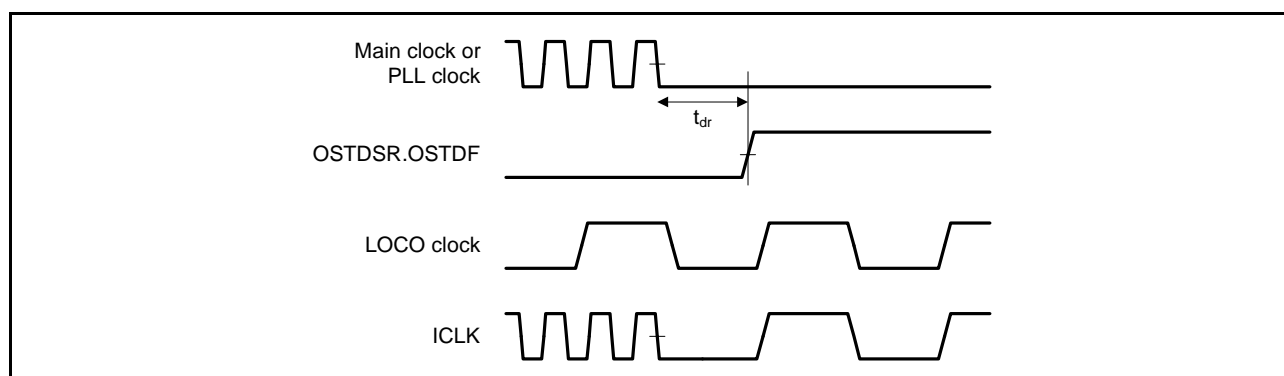 Main clock or
PLL clock
tdr
OSTDSR.OSTDF
LOCO clock
ICLK